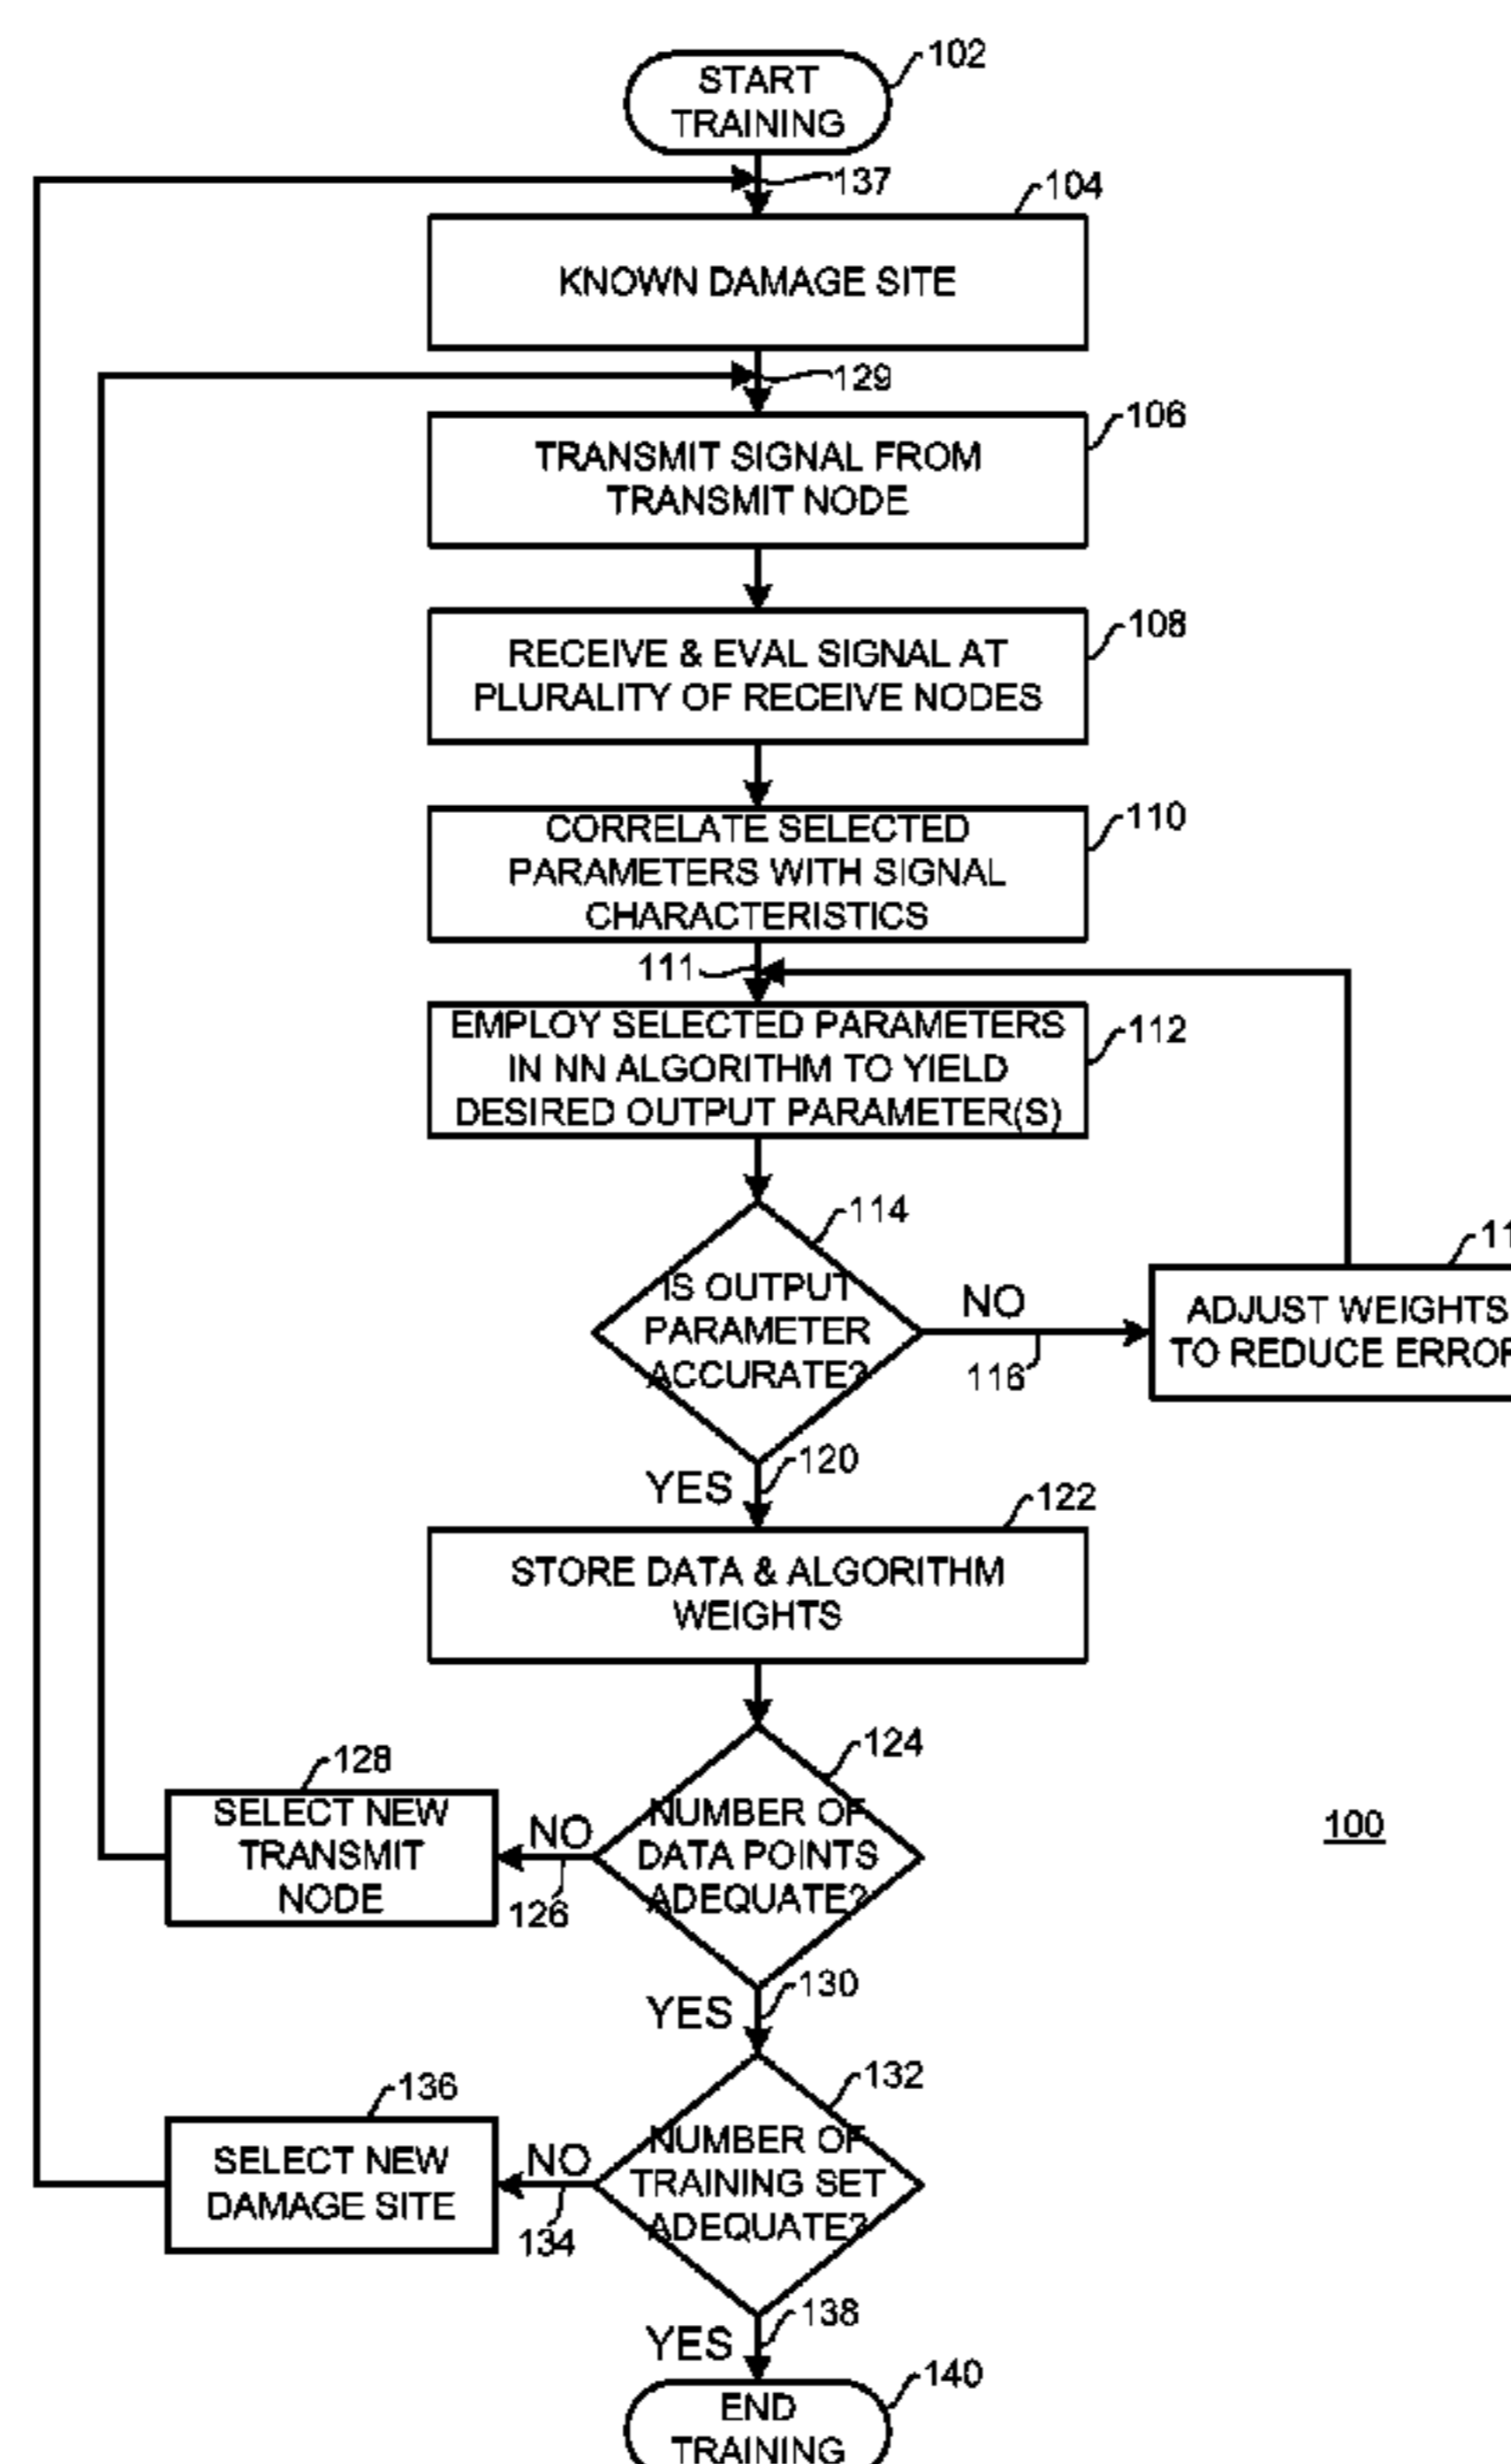 START
TRAINING
102
137
104
KNOWN DAMAGE SITE
129
106
TRANSMIT SIGNAL FROM
TRANSMIT NODE
108
RECEIVE & EVAL SIGNAL AT
PLURALITY OF RECEIVE NODES
110
CORRELATE SELECTED
PARAMETERS WITH SIGNAL
CHARACTERISTICS
111
112
EMPLOY SELECTED PARAMETERS
IN NN ALGORITHM TO YIELD
DESIRED OUTPUT PARAMETER(S)
114
IS OUTPUT
PARAMETER
ACCURATE?
NO
116
ADJUST WEIGHTS
TO REDUCE ERROR
YES
120
122
STORE DATA & ALGORITHM
WEIGHTS
124
NUMBER OF
DATA POINTS
ADEQUATE?
NO
126
128
SELECT NEW
TRANSMIT
NODE
100
YES
130
132
NUMBER OF
TRAINING SET
ADEQUATE?
NO
134
136
SELECT NEW
DAMAGE SITE
YES
138
140
END
TRAINING